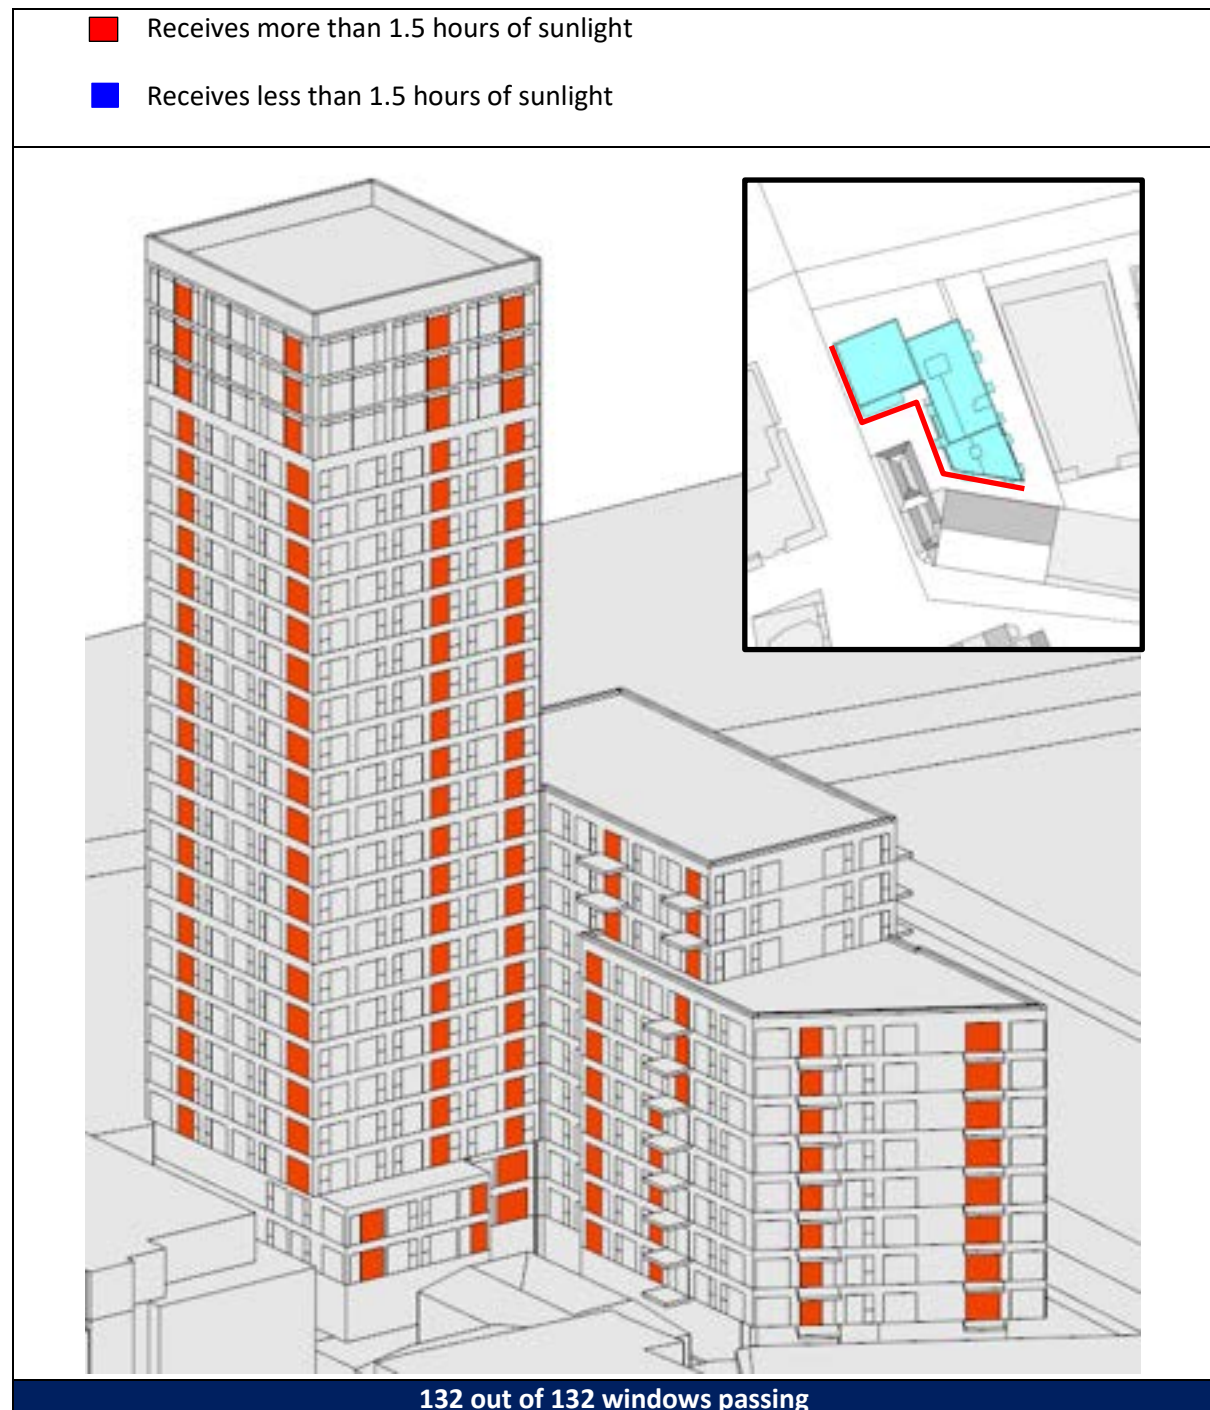 Receives more than 1.5 hours of sunlight
Receives less than 1.5 hours of sunlight
132 out of 132 windows passing